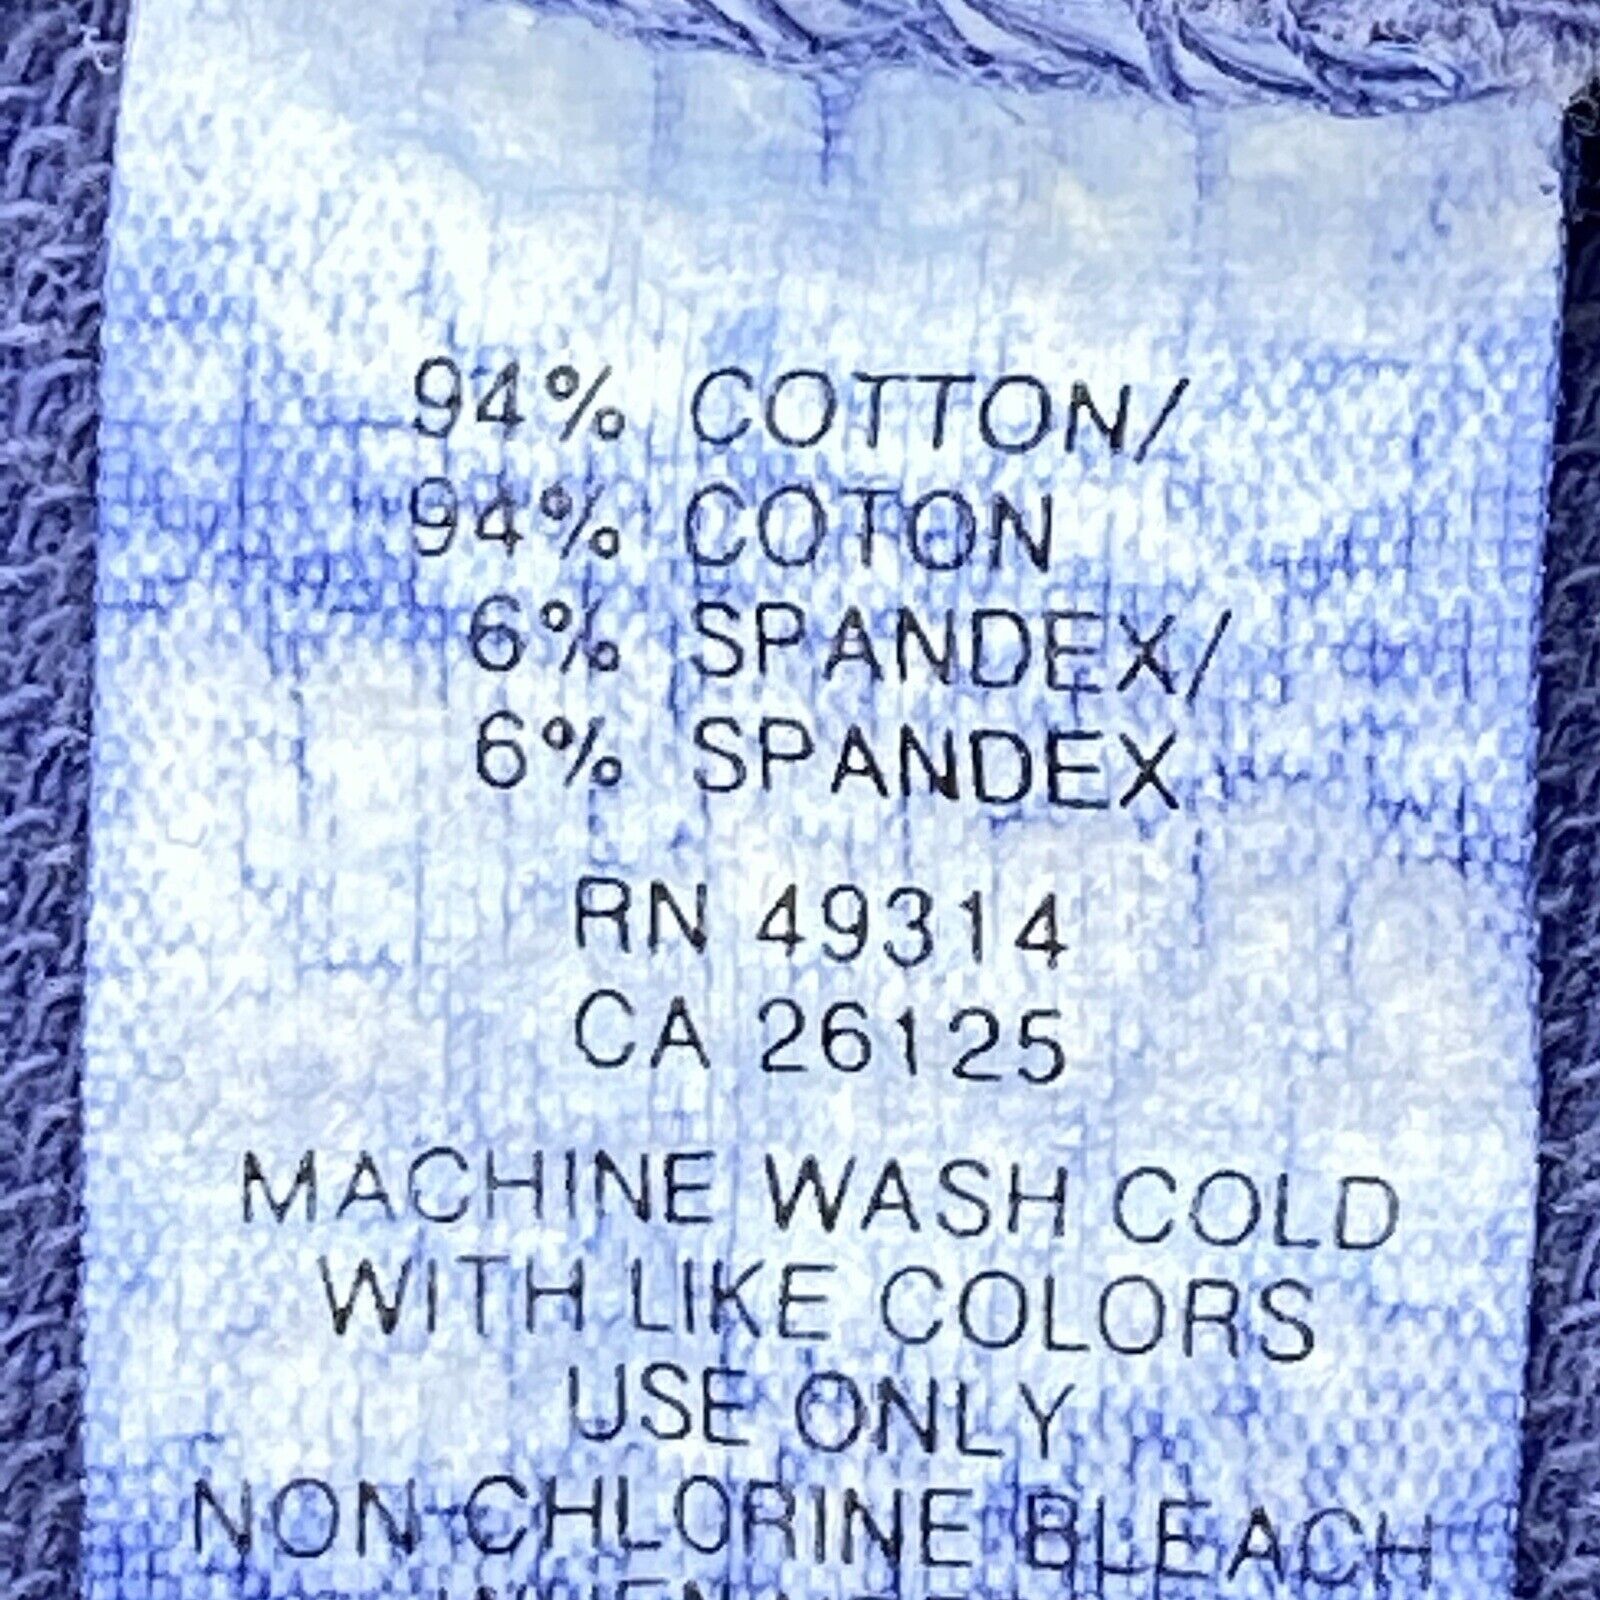 94% COTTON/
94% COTON
6% SPANDEX/
6% SPANDEX
RN 49314
CA 26125
MACHINE WASH COLD
WITH LIKE COLORS
USE ONLY
NON-CHLORINE BLEACH